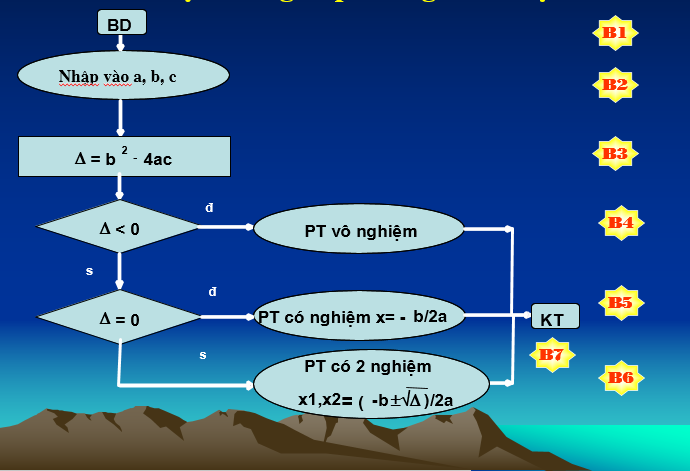 BD
B1
Nhập vào a, b, c
B2
Δ = b 2 - 4ac
B3
đ
Δ < 0
PT vô nghiệm
B4
s
đ
Δ = 0
PT có nghiệm x= - b/2a
KT
B5
s
B7
PT có 2 nghiệm
x1,x2= ( -b±√Δ )/2a
B6